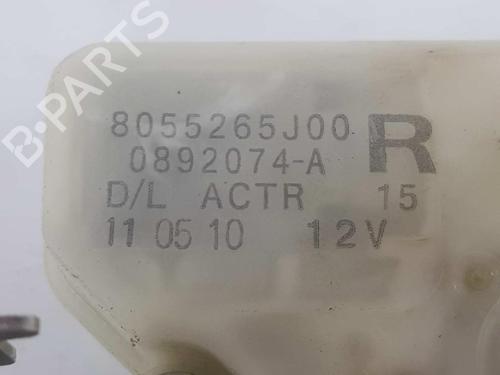 B-PARTS
8055265J00
R
0892074-A
D/L ACTR 15
11 05 10 12V